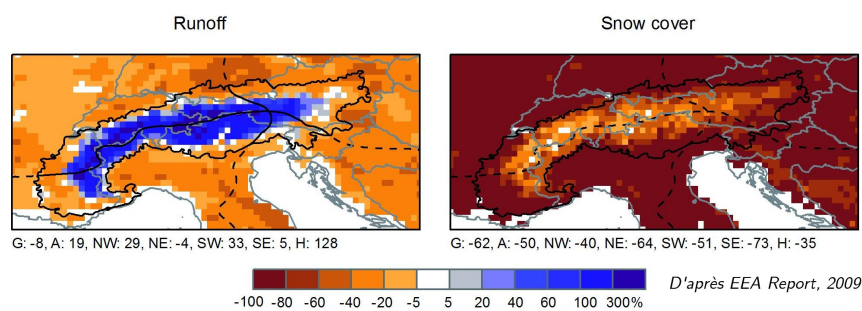 Runoff
Snow cover
G: -8, A: 19, NW: 29, NE: -4, SW: 33, SE: 5, H: 128
G: -62, A: -50, NW: -40, NE: -64, SW: -51, SE: -73, H: -35
-100 -80 -60 -40 -20 -5 5 20 40 60 100 300%
D'après EEA Report, 2009